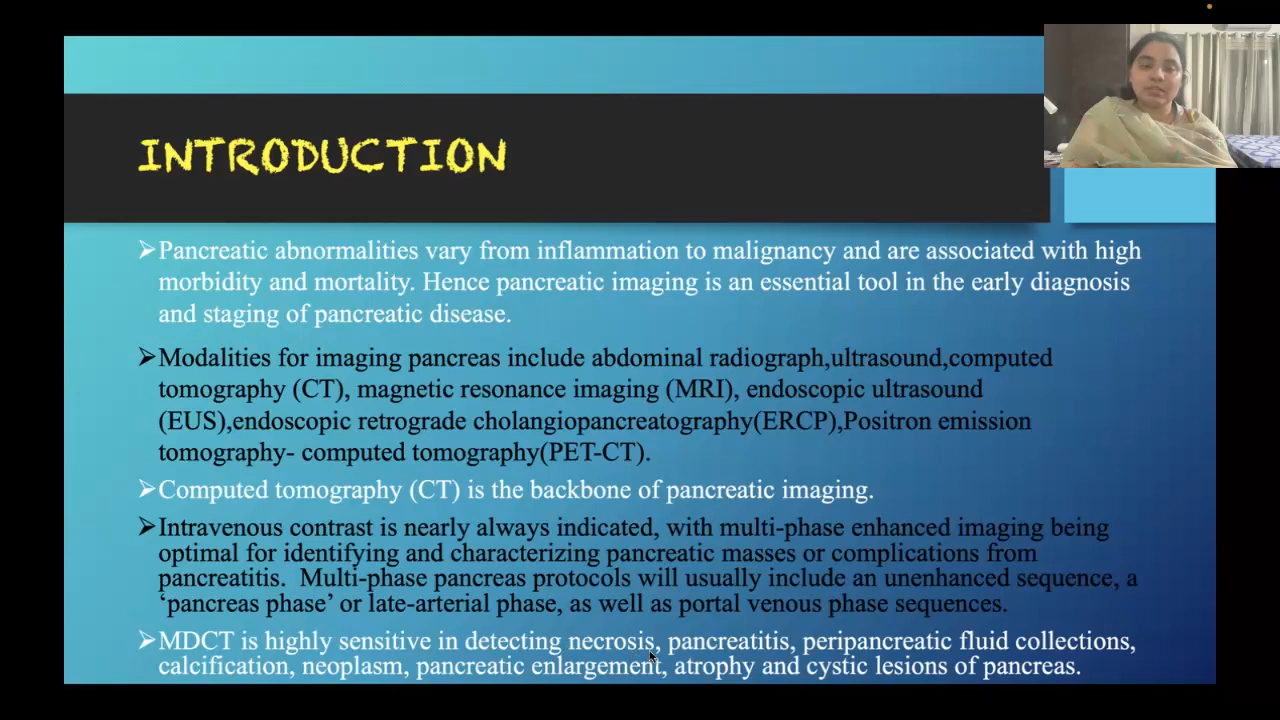 INTRODUCTION
➢Pancreatic abnormalities vary from inflammation to malignancy and are associated with high
morbidity and mortality. Hence pancreatic imaging is an essential tool in the early diagnosis
and staging of pancreatic disease.
➢Modalities for imaging pancreas include abdominal radiograph,ultrasound,computed
tomography (CT), magnetic resonance imaging (MRI), endoscopic ultrasound
(EUS),endoscopic retrograde cholangiopancreatography(ERCP),Positron emission
tomography- computed tomography(PET-CT).
➢Computed tomography (CT) is the backbone of pancreatic imaging.
➢Intravenous contrast is nearly always indicated, with multi-phase enhanced imaging being
optimal for identifying and characterizing pancreatic masses or complications from
pancreatitis.  Multi-phase pancreas protocols will usually include an unenhanced sequence, a
‘pancreas phase’ or late-arterial phase, as well as portal venous phase sequences.
➢MDCT is highly sensitive in detecting necrosis, pancreatitis, peripancreatic fluid collections,
calcification, neoplasm, pancreatic enlargement, atrophy and cystic lesions of pancreas.